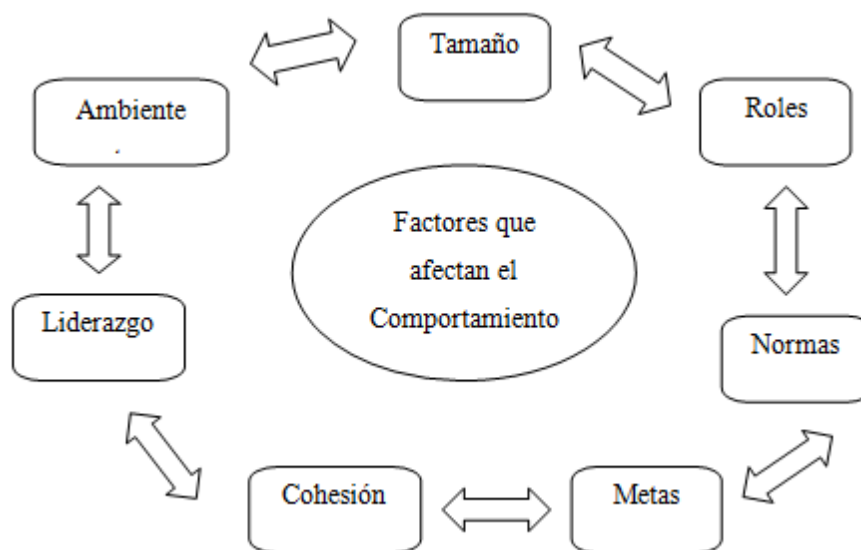 Tamaño
Ambiente
Roles
Factores que
afectan el
Comportamiento
Liderazgo
Normas
Cohesión
Metas